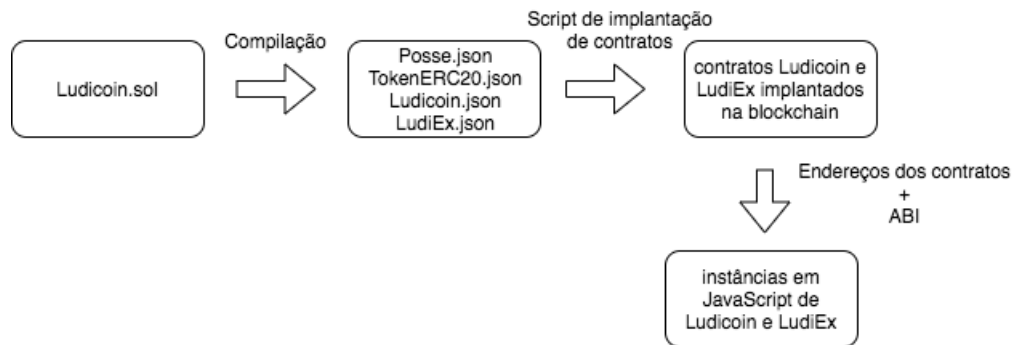 Ludicoin.sol
Compilação
Posse.json
TokenERC20.json
Ludicoin.json
LudiEx.json
Script de implantação
de contratos
contratos Ludicoin e
LudiEx implantados
na blockchain
Endereços dos contratos
+
ABI
instâncias em
JavaScript de
Ludicoin e LudiEx